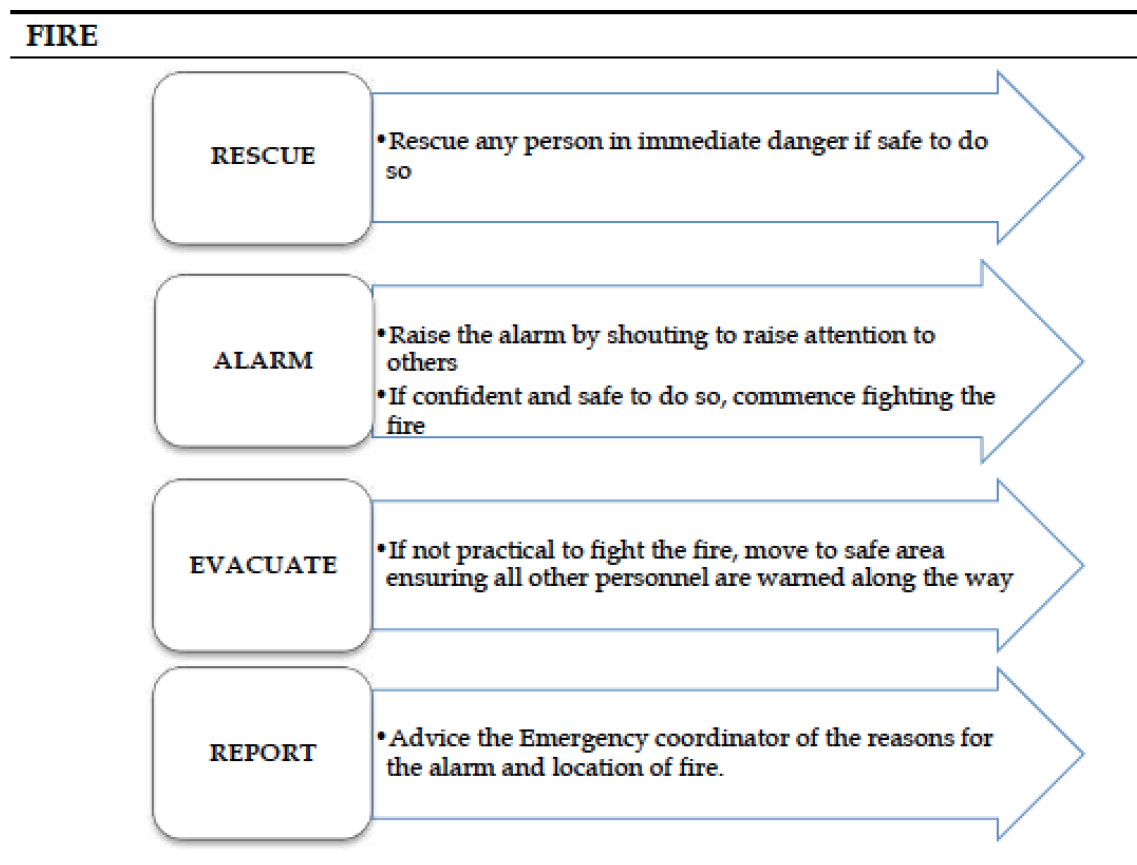 FIRE
RESCUE
•Rescue any person in immediate danger if safe to do
so
ALARM
•Raise the alarm by shouting to raise attention to
others
•If confident and safe to do so, commence fighting the
fire
EVACUATE
•If not practical to fight the fire, move to safe area
ensuring all other personnel are warned along the way
REPORT
•Advice the Emergency coordinator of the reasons for
the alarm and location of fire.